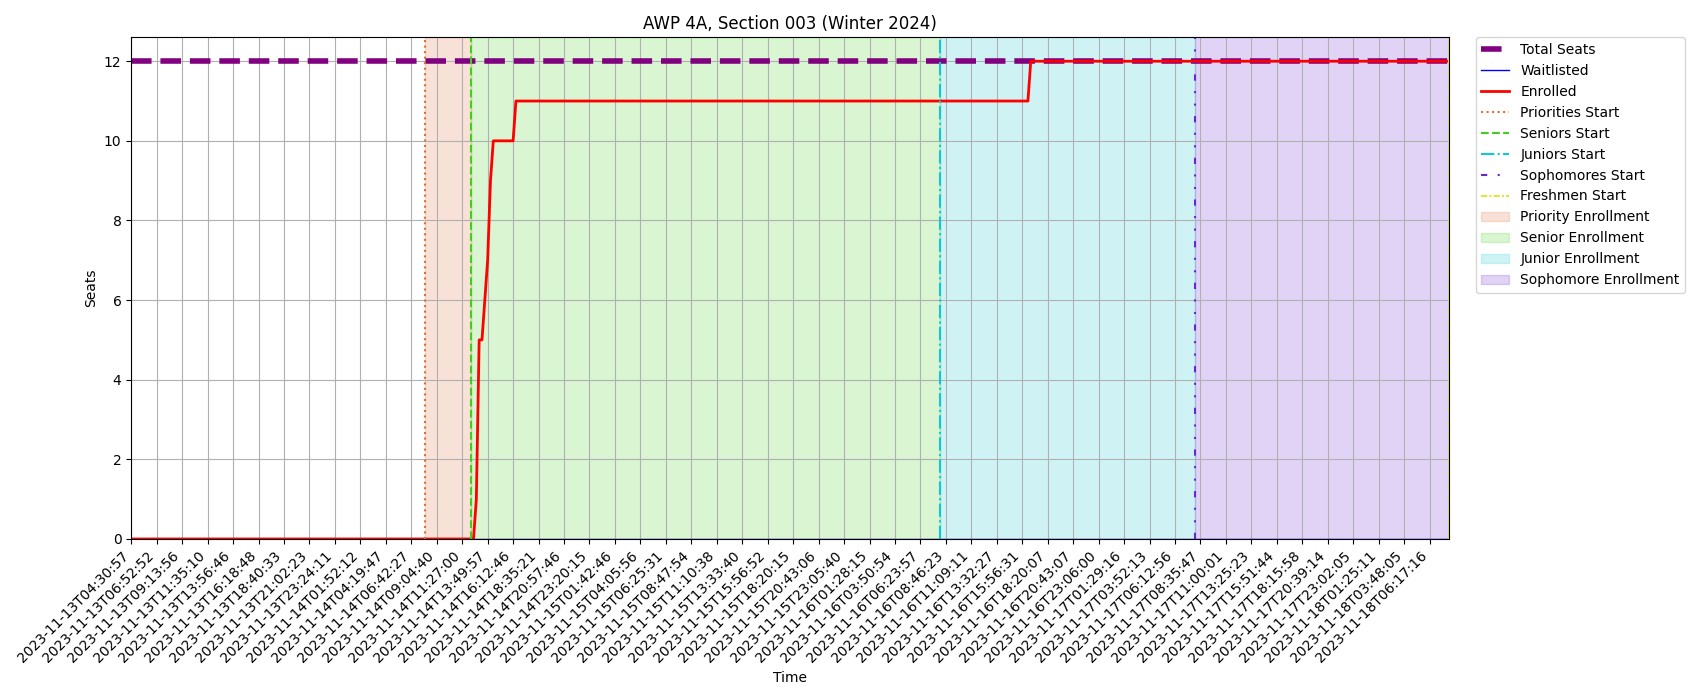 AWP 4A, Section 003 (Winter 2024)
12
10
8
6
4
2
0
Seats
2023-11-13T04:30:57
2023-11-13T06:52:52
2023-11-13T09:13:56
2023-11-13T11:35:10
2023-11-13T13:56:46
2023-11-13T16:18:48
2023-11-13T18:40:33
2023-11-13T21:02:23
2023-11-13T23:24:11
2023-11-14T01:52:12
2023-11-14T04:19:47
2023-11-14T06:42:27
2023-11-14T09:04:40
2023-11-14T11:27:00
2023-11-14T13:49:57
2023-11-14T16:12:46
2023-11-14T18:35:21
2023-11-14T20:57:46
2023-11-14T23:20:15
2023-11-15T01:42:46
2023-11-15T04:05:56
2023-11-15T06:25:31
2023-11-15T08:47:54
2023-11-15T11:10:38
2023-11-15T13:33:40
2023-11-15T15:56:52
2023-11-15T18:20:15
2023-11-15T20:43:06
2023-11-15T23:05:40
2023-11-16T01:28:15
2023-11-16T03:50:54
2023-11-16T06:23:57
2023-11-16T08:46:23
2023-11-16T11:09:11
2023-11-16T13:32:27
2023-11-16T15:56:31
2023-11-16T18:20:07
2023-11-16T20:43:07
2023-11-16T23:06:00
2023-11-17T01:29:16
2023-11-17T03:52:13
2023-11-17T06:12:56
2023-11-17T08:35:47
2023-11-17T11:00:01
2023-11-17T13:25:23
2023-11-17T15:51:44
2023-11-17T18:15:58
2023-11-17T20:39:14
2023-11-17T23:02:05
2023-11-18T01:25:11
2023-11-18T03:48:05
2023-11-18T06:17:16
Time
Total Seats
Waitlisted
Enrolled
Priorities Start
Seniors Start
Juniors Start
Sophomores Start
Freshmen Start
Priority Enrollment
Senior Enrollment
Junior Enrollment
Sophomore Enrollment